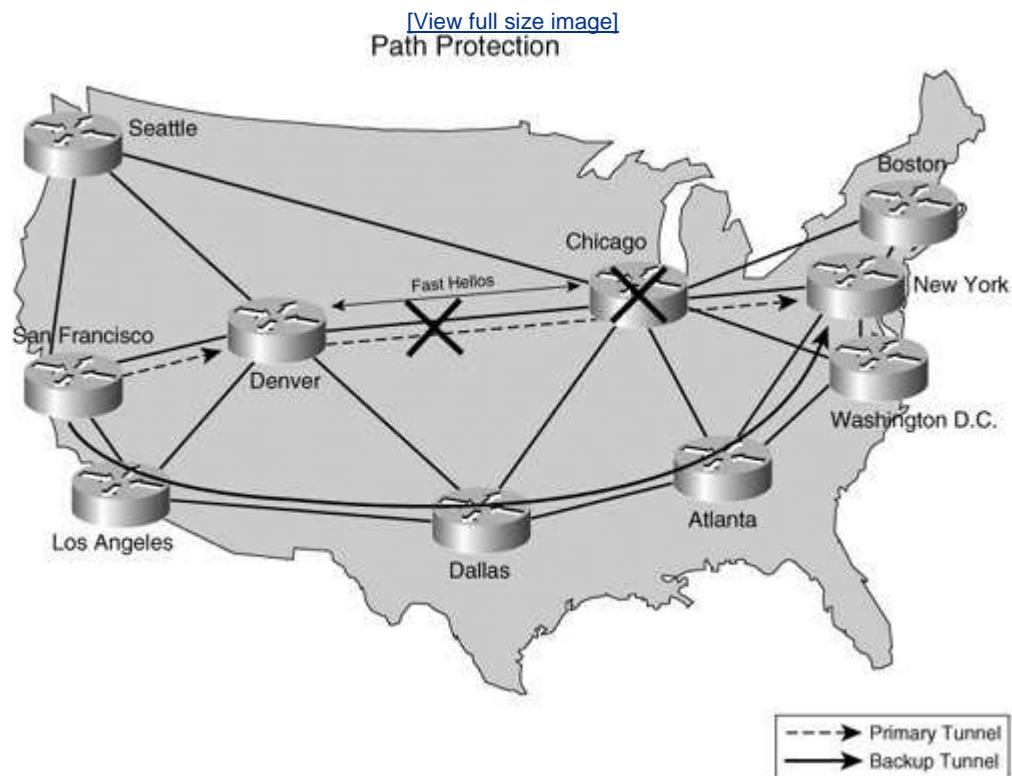 [View full size image]
Path Protection
Seattle
Boston
Chicago
Fast Hellos
New York
San Francisco
Denver
Washington D.C.
Atlanta
Los Angeles
Dallas
Primary Tunnel
Backup Tunnel